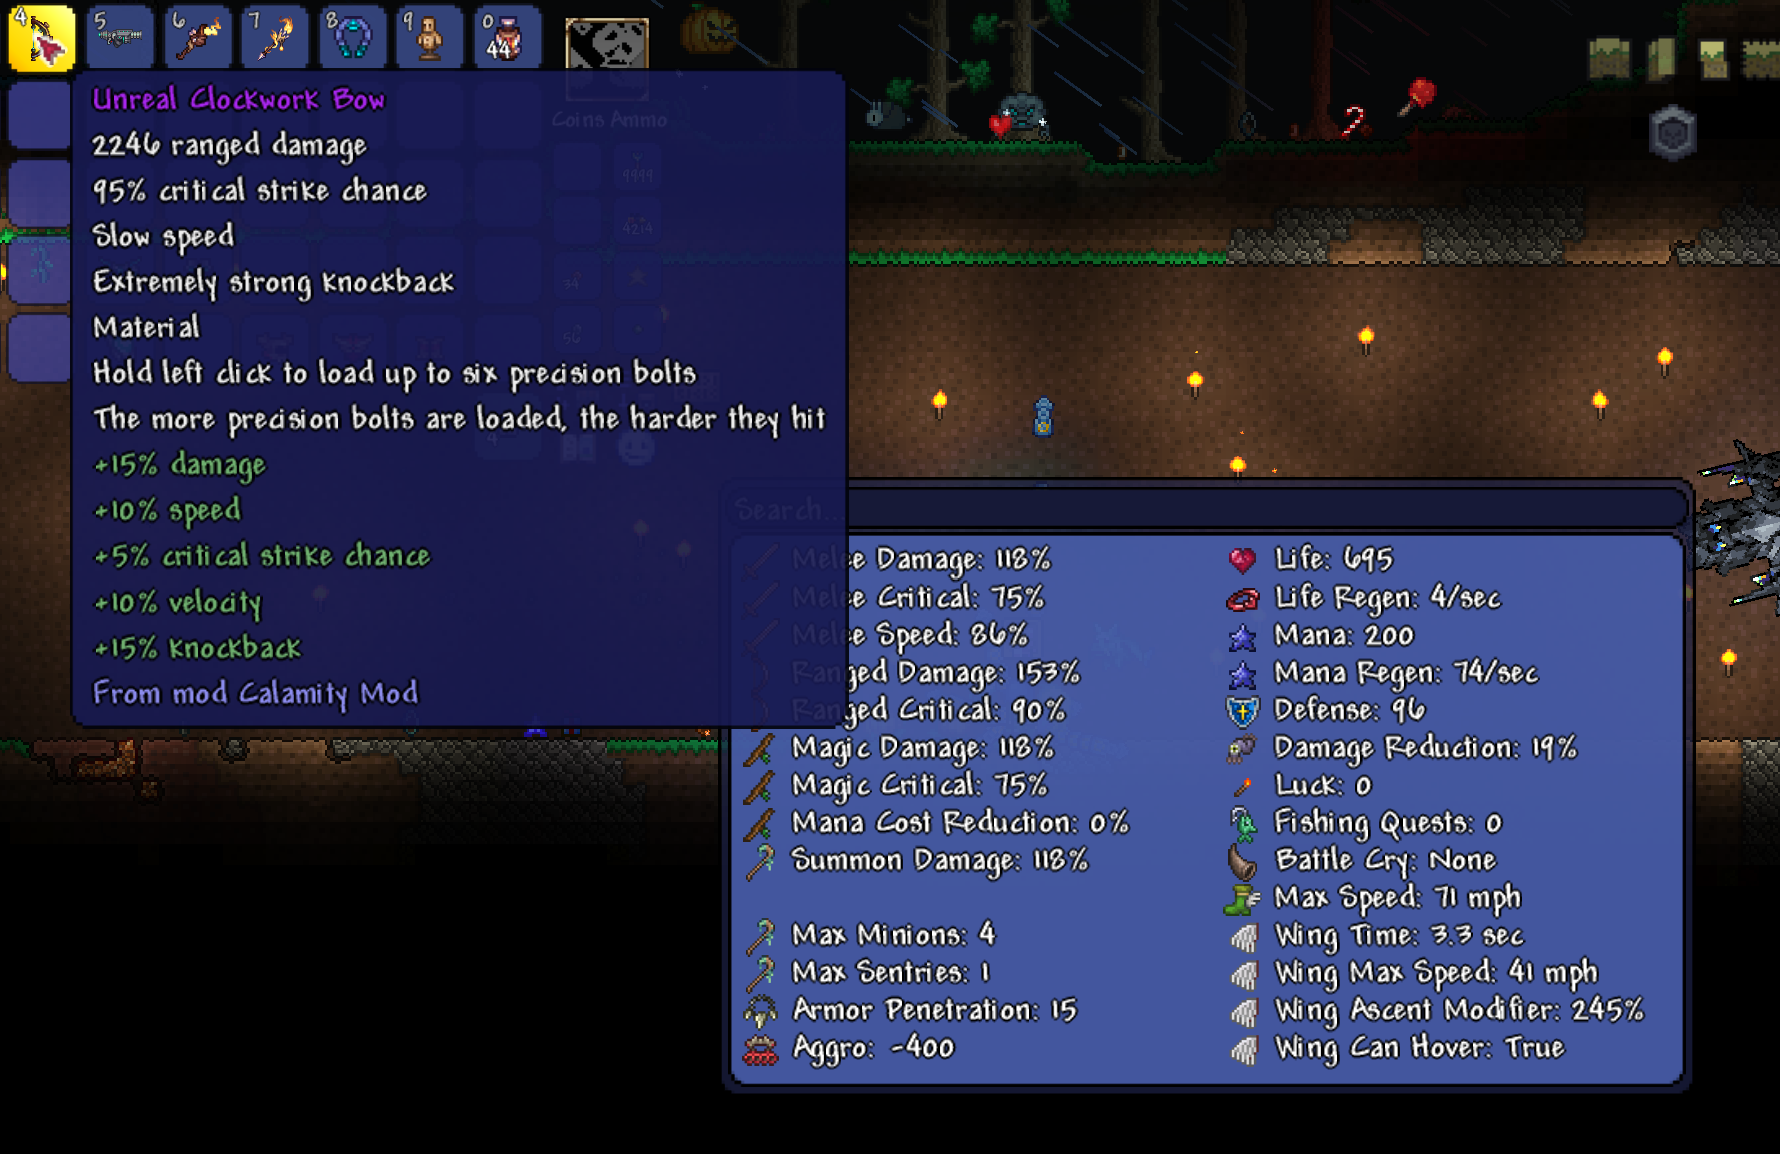 4
5
6
7
8
9
0
44
Unreal Clockwork Bow
2246 ranged damage
95% critical strike chance
Slow speed
Extremely strong knockback
Material
Hold left click to load up to six precision bolts
The more precision bolts are loaded, the harder they hit
+15% damage
+10% speed
+5% critical strike chance
+10% velocity
+15% knockback
From mod Calamity Mod
Coins Ammo
9999
4214
Search...
Melee Damage: 118%
Melee Critical: 75%
Melee Speed: 86%
Ranged Damage: 153%
Ranged Critical: 90%
Magic Damage: 118%
Magic Critical: 75%
Mana Cost Reduction: 0%
Summon Damage: 118%
Max Minions: 4
Max Sentries: 1
Armor Penetration: 15
Aggro: -400
Life: 695
Life Regen: 4/sec
Mana: 200
Mana Regen: 74/sec
Defense: 96
Damage Reduction: 19%
Luck: 0
Fishing Quests: 0
Battle Cry: None
Max Speed: 71 mph
Wing Time: 3.3 sec
Wing Max Speed: 41 mph
Wing Ascent Modifier: 245%
Wing Can Hover: True